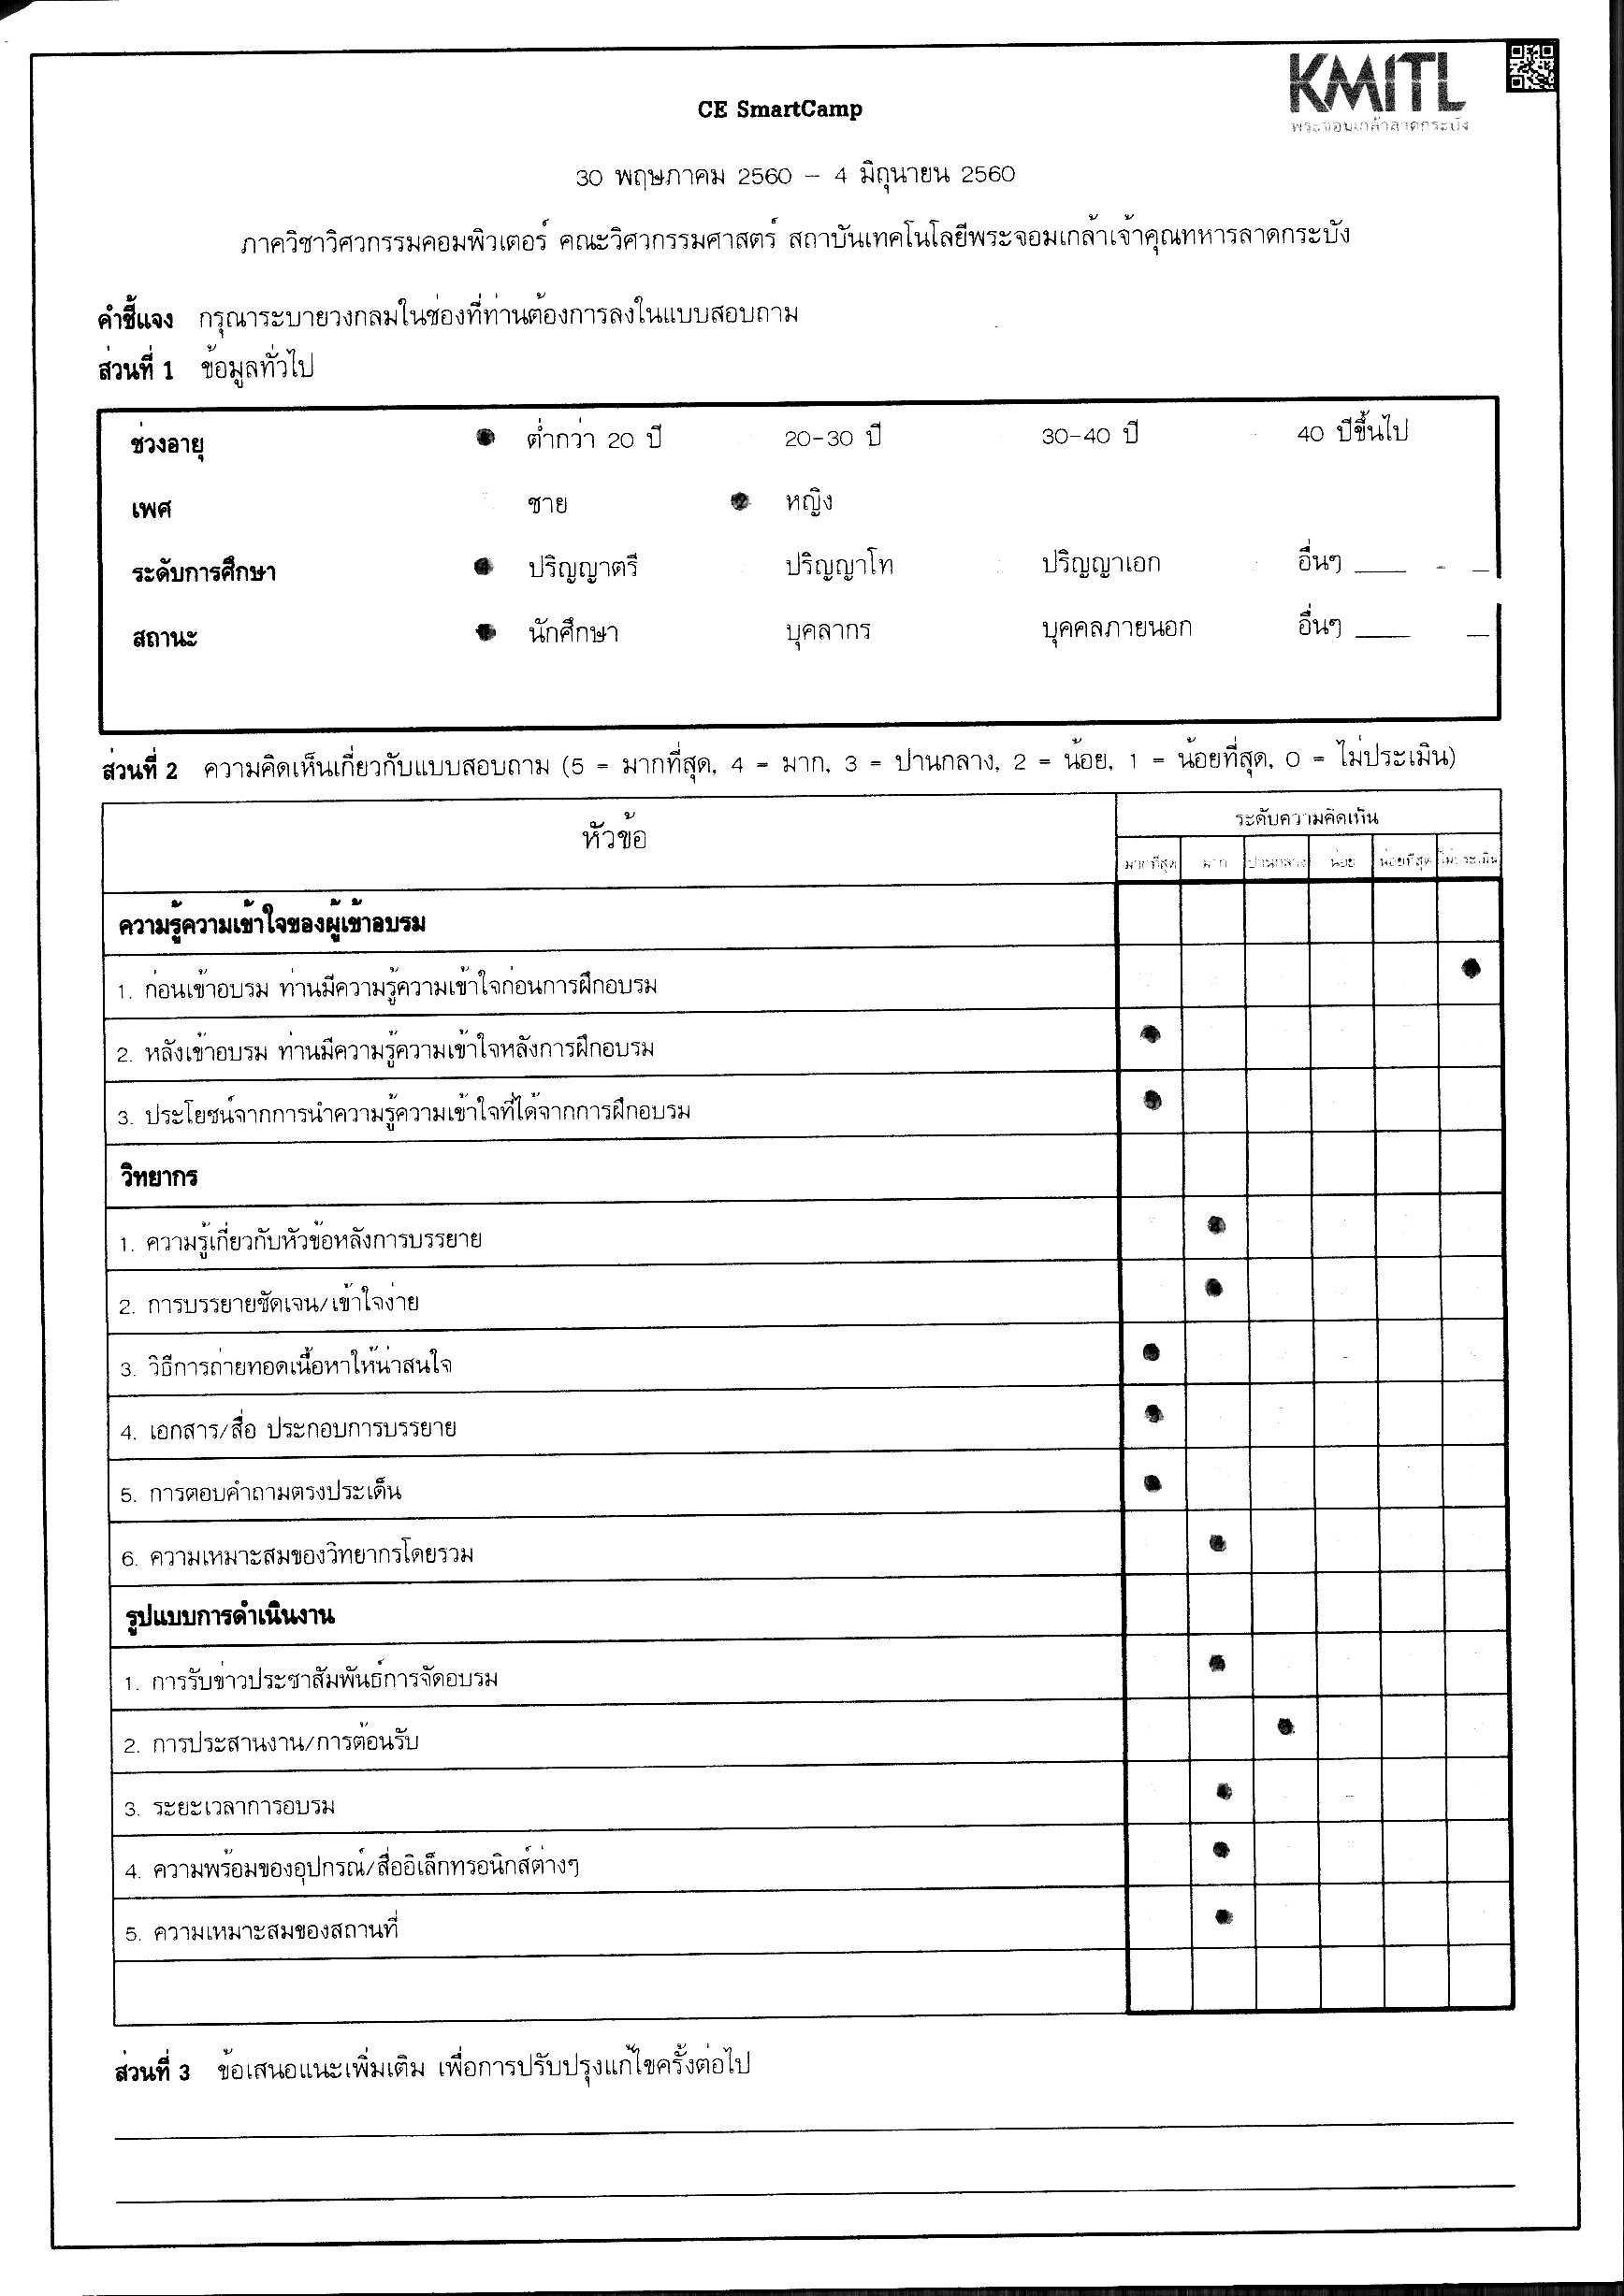 KMITL
พระจอมเกล้าลาดกระบัง
CE SmartCamp
30 พฤษภาคม 2560 - 4 มิถุนายน 2560
ภาควิชาวิศวกรรมคอมพิวเตอร์ คณะวิศวกรรมศาสตร์ สถาบันเทคโนโลยีพระจอมเกล้าเจ้าคุณทหารลาดกระบัง
คำชี้แจง กรุณาระบายวงกลมในช่องที่ท่านต้องการลงในแบบสอบถาม
ส่วนที่ 1 ข้อมูลทั่วไป
ช่วงอายุ ต่ำกว่า 20 ปี 20-30 ปี 30-40 ปี 40 ปีขึ้นไป
เพศ ชาย หญิง
ระดับการศึกษา ปริญญาตรี ปริญญาโท ปริญญาเอก อื่นๆ
สถานะ นักศึกษา บุคลากร บุคคลภายนอก อื่นๆ
ส่วนที่ 2 ความคิดเห็นเกี่ยวกับแบบสอบถาม (5 = มากที่สุด, 4 = มาก, 3 = ปานกลาง, 2 = น้อย, 1 = น้อยที่สุด, 0 = ไม่ประเมิน)
หัวข้อ ระดับความคิดเห็น
มากที่สุด มาก ปานกลาง น้อย น้อยที่สุด ไม่ประเมิน
ความรู้ความเข้าใจของผู้เข้าอบรม
1. ก่อนเข้าอบรม ท่านมีความรู้ความเข้าใจก่อนการฝึกอบรม
2. หลังเข้าอบรม ท่านมีความรู้ความเข้าใจหลังการฝึกอบรม
3. ประโยชน์จากการนำความรู้ความเข้าใจที่ได้จากการฝึกอบรม
วิทยากร
1. ความรู้เกี่ยวกับหัวข้อหลังการบรรยาย
2. การบรรยายชัดเจน/เข้าใจง่าย
3. วิธีการถ่ายทอดเนื้อหาให้น่าสนใจ
4. เอกสาร/สื่อ ประกอบการบรรยาย
5. การตอบคำถามตรงประเด็น
6. ความเหมาะสมของวิทยากรโดยรวม
รูปแบบการดำเนินงาน
1. การรับข่าวประชาสัมพันธ์การจัดอบรม
2. การประสานงาน/การต้อนรับ
3. ระยะเวลาการอบรม
4. ความพร้อมของอุปกรณ์/สื่ออิเล็กทรอนิกส์ต่างๆ
5. ความเหมาะสมของสถานที่
ส่วนที่ 3 ข้อเสนอแนะเพิ่มเติม เพื่อการปรับปรุงแก้ไขครั้งต่อไป